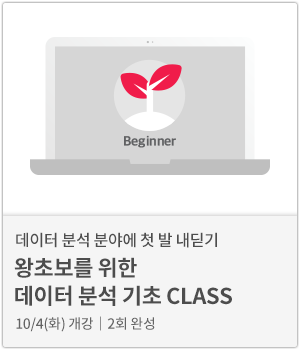 Beginner
데이터 분석 분야에 첫 발 내딛기
왕초보를 위한
데이터 분석 기초 CLASS
10/4(화) 개강 | 2회 완성